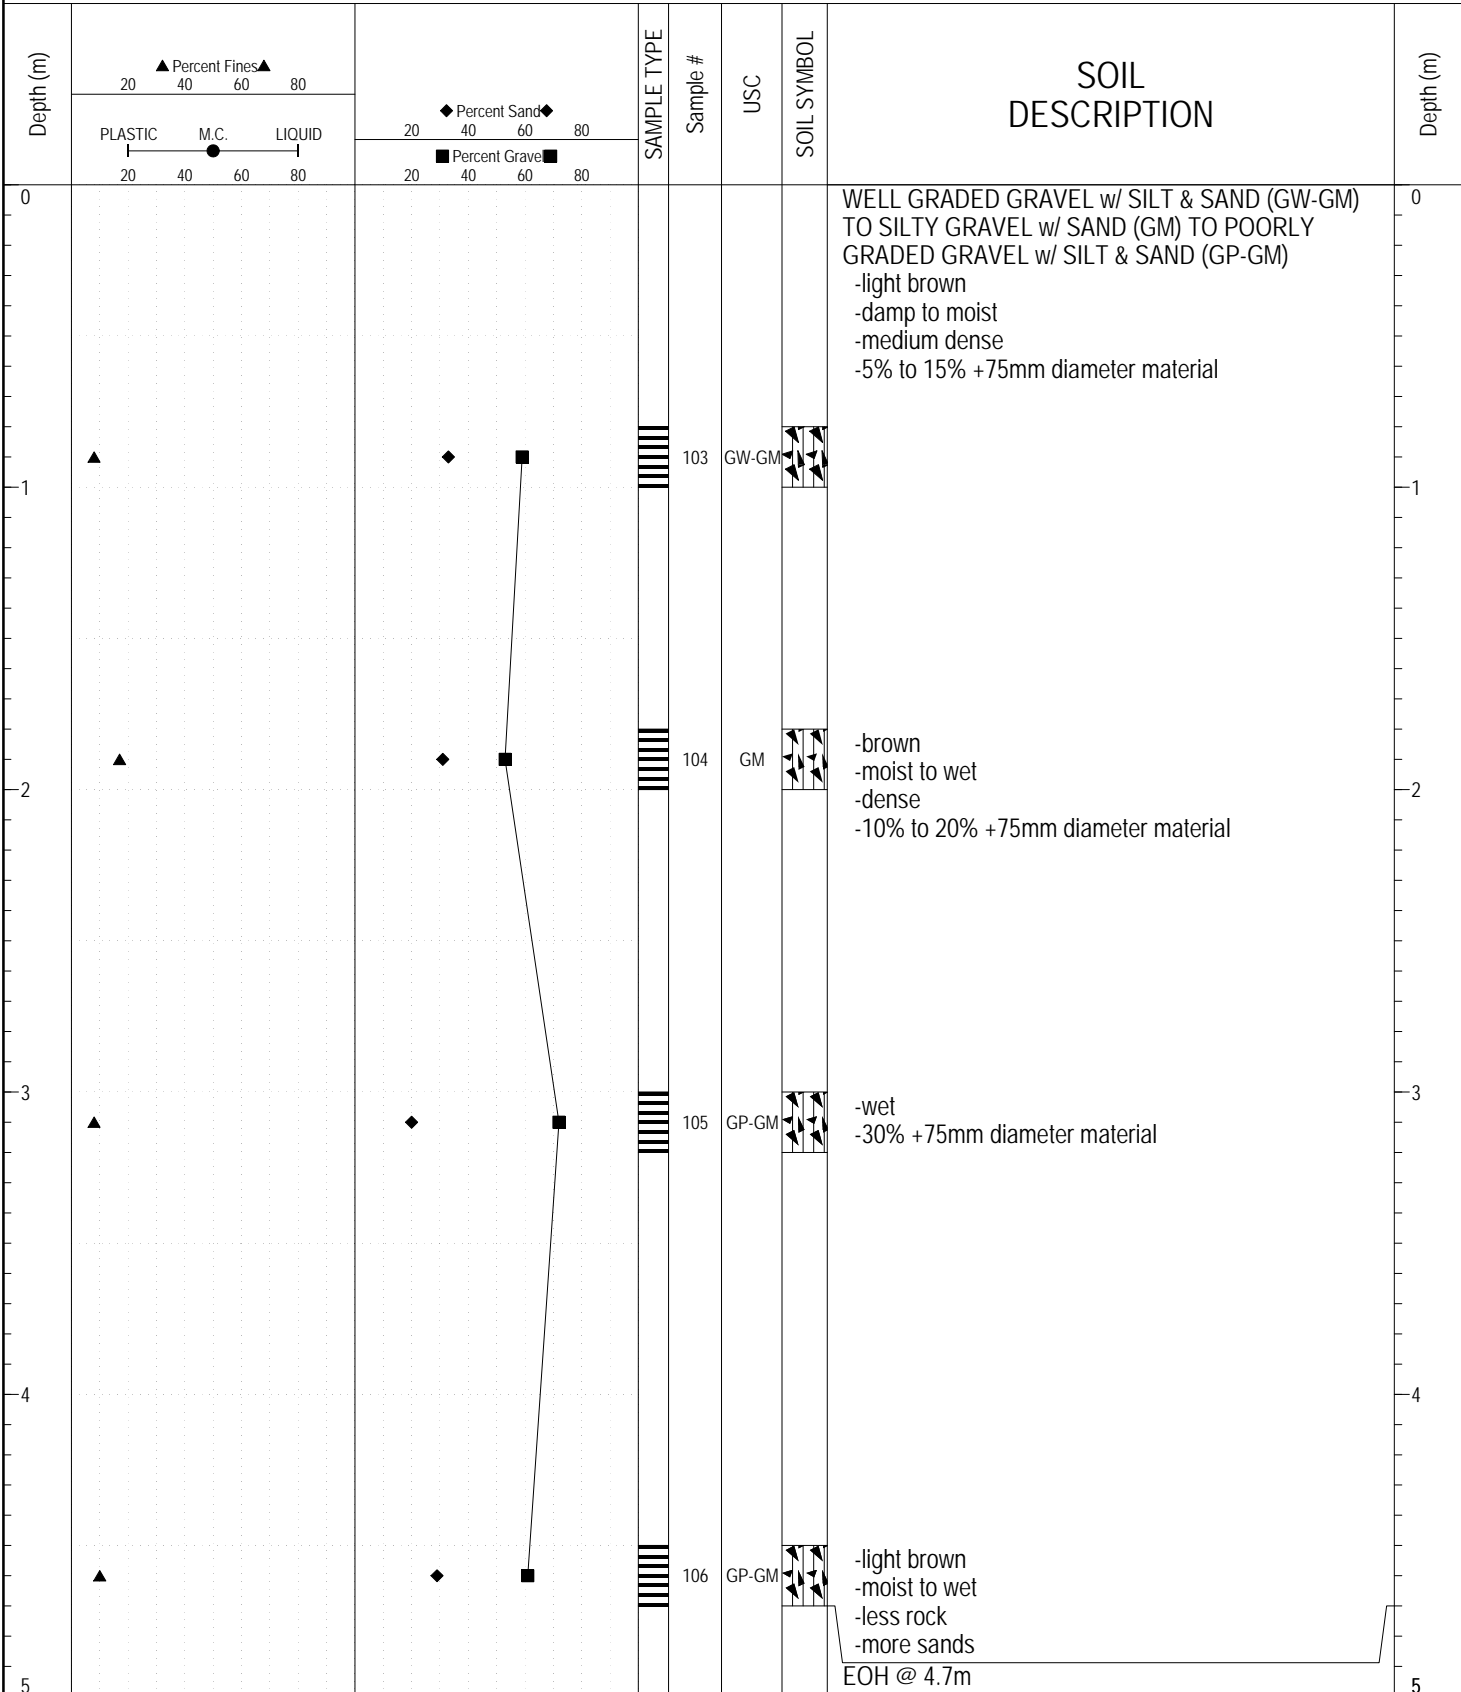 Depth (m)
▲ Percent Fines ▲
20 40 60 80
PLASTIC M.C. LIQUID
20 40 60 80
◆ Percent Sand ◆
20 40 60 80
■ Percent Gravel ■
20 40 60 80
SAMPLE TYPE
Sample #
USC
SOIL SYMBOL
SOIL
DESCRIPTION
Depth (m)
0
WELL GRADED GRAVEL w/ SILT & SAND (GW-GM)
TO SILTY GRAVEL w/ SAND (GM) TO POORLY
GRADED GRAVEL w/ SILT & SAND (GP-GM)
-light brown
-damp to moist
-medium dense
-5% to 15% +75mm diameter material
0
103 GW-GM
1
1
104 GM
-brown
-moist to wet
-dense
-10% to 20% +75mm diameter material
2
2
3
3
105 GP-GM
-wet
-30% +75mm diameter material
4
4
106 GP-GM
-light brown
-moist to wet
-less rock
-more sands
EOH @ 4.7m
5
5